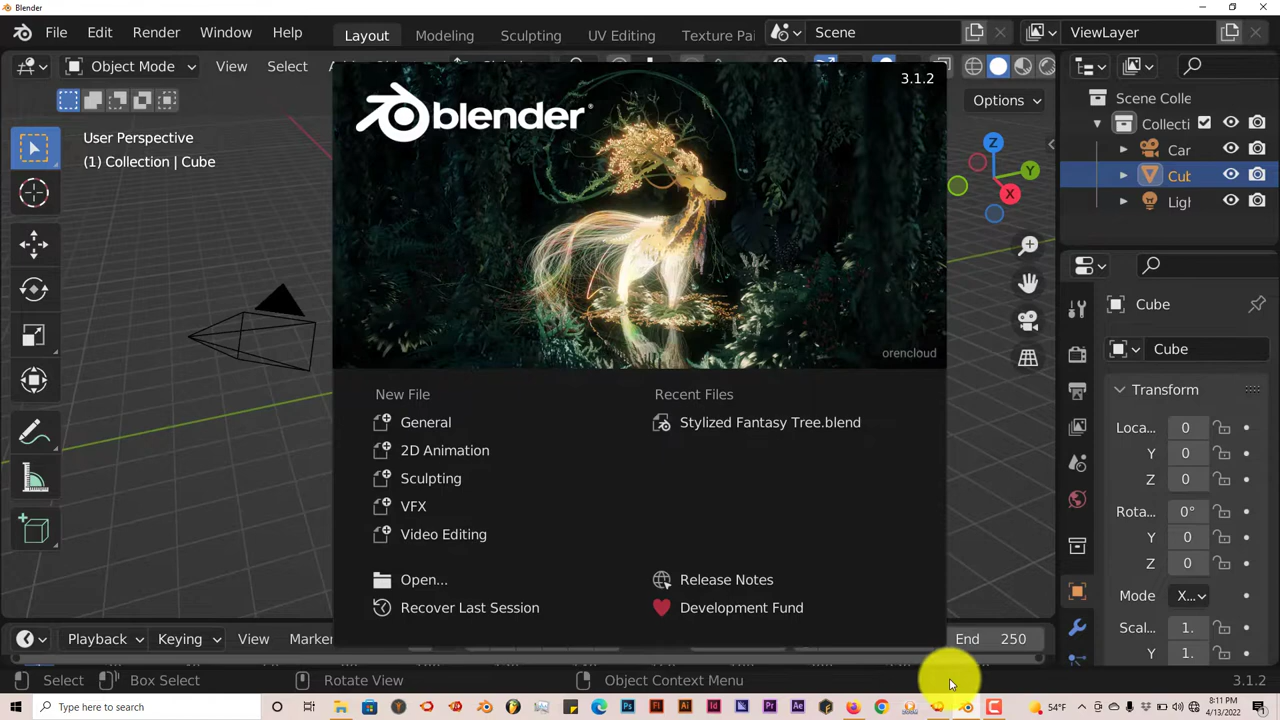 Blender
File Edit Render Window Help
Layout Modeling Sculpting UV Editing Texture Pai
Scene
ViewLayer
Object Mode View Select
Options
User Perspective
(1) Collection | Cube
blender
3.1.2
orencloud
New File
General
2D Animation
Sculpting
VFX
Video Editing
Open...
Recover Last Session
Recent Files
Stylized Fantasy Tree.blend
Release Notes
Development Fund
Z
Y
X
Scene Colle
Collecti
Car
Cub
Ligh
Cube
Cube
Transform
Loca... 0
Y 0
Z 0
Rota... 0°
Y 0
Z 0
Mode X...
Scal... 1.
Y 1.
Playback Keying View Marker
End 250
Select Box Select Rotate View Object Context Menu
3.1.2
Type here to search
54°F
8:11 PM
4/13/2022